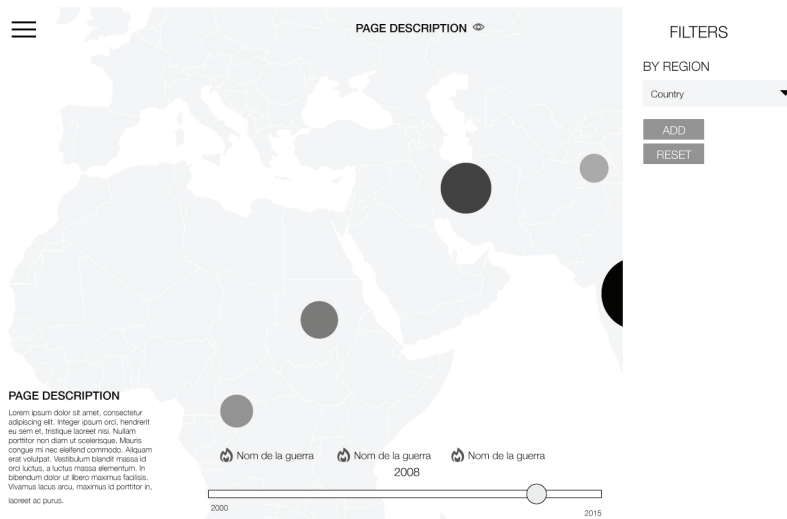 PAGE DESCRIPTION
FILTERS
BY REGION
Country
ADD
RESET
PAGE DESCRIPTION
Lorem ipsum dolor sit amet, consectetur
adipiscing elit. Integer ipsum orci, hendrerit
eu sem et, tristique laoreet nisi. Nullam
porttitor non diam ut scelerisque. Mauris
congue mi nec eleifend commodo. Aliquam
erat volutpat. Vestibulum blandit massa id
orci luctus, a luctus massa elementum. In
bibendum dolor ut libero maximus facilisis.
Vivamus lacus arcu, maximus id porttitor in,
laoreet ac purus.
Nom de la guerra Nom de la guerra Nom de la guerra
2008
2000 2015